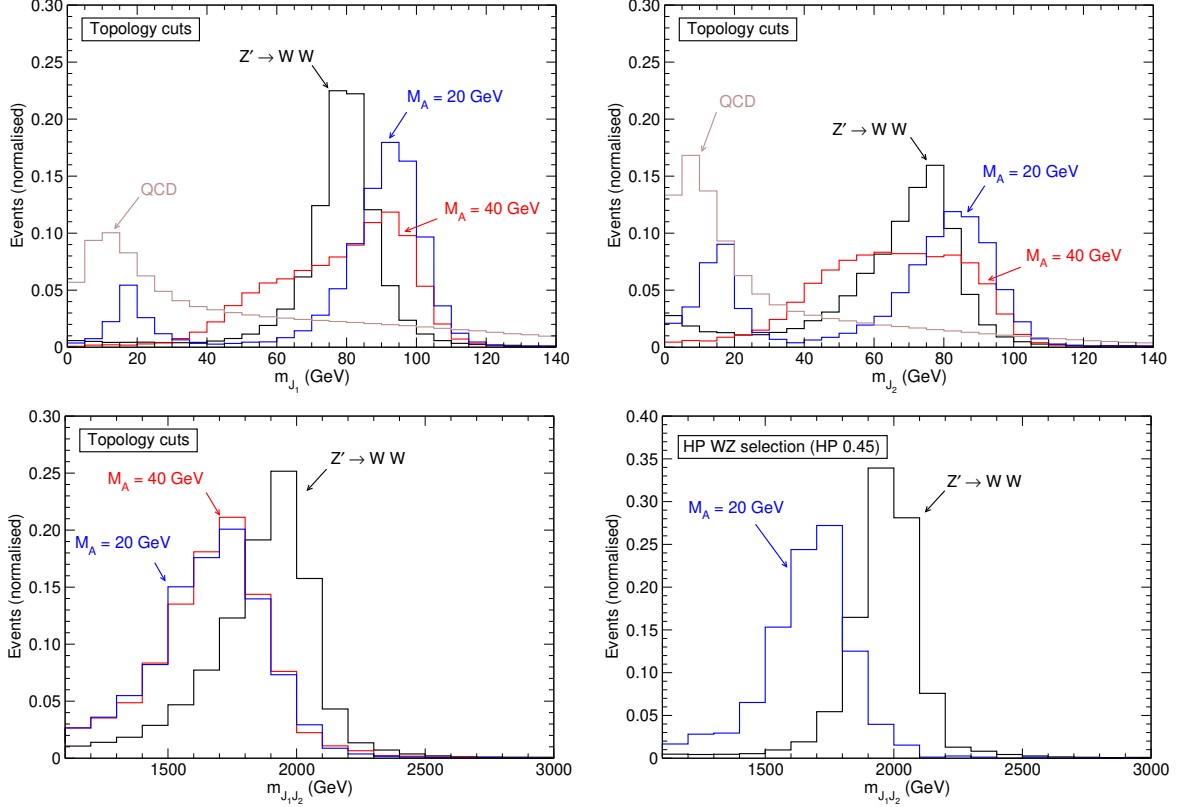 Topology cuts
Z′ → W W
M_A = 20 GeV
QCD
M_A = 40 GeV
Events (normalised)
0.30
0.25
0.20
0.15
0.10
0.05
0
0 20 40 60 80 100 120 140
m_J1 (GeV)
Topology cuts
QCD
Z′ → W W
M_A = 20 GeV
M_A = 40 GeV
Events (normalised)
0.30
0.25
0.20
0.15
0.10
0.05
0
0 20 40 60 80 100 120 140
m_J2 (GeV)
Topology cuts
Z′ → W W
M_A = 40 GeV
M_A = 20 GeV
Events (normalised)
0.30
0.25
0.20
0.15
0.10
0.05
0
1500 2000 2500 3000
m_J1J2 (GeV)
HP WZ selection (HP 0.45)
Z′ → W W
M_A = 20 GeV
Events (normalised)
0.40
0.35
0.30
0.25
0.20
0.15
0.10
0.05
0
1500 2000 2500 3000
m_J1J2 (GeV)